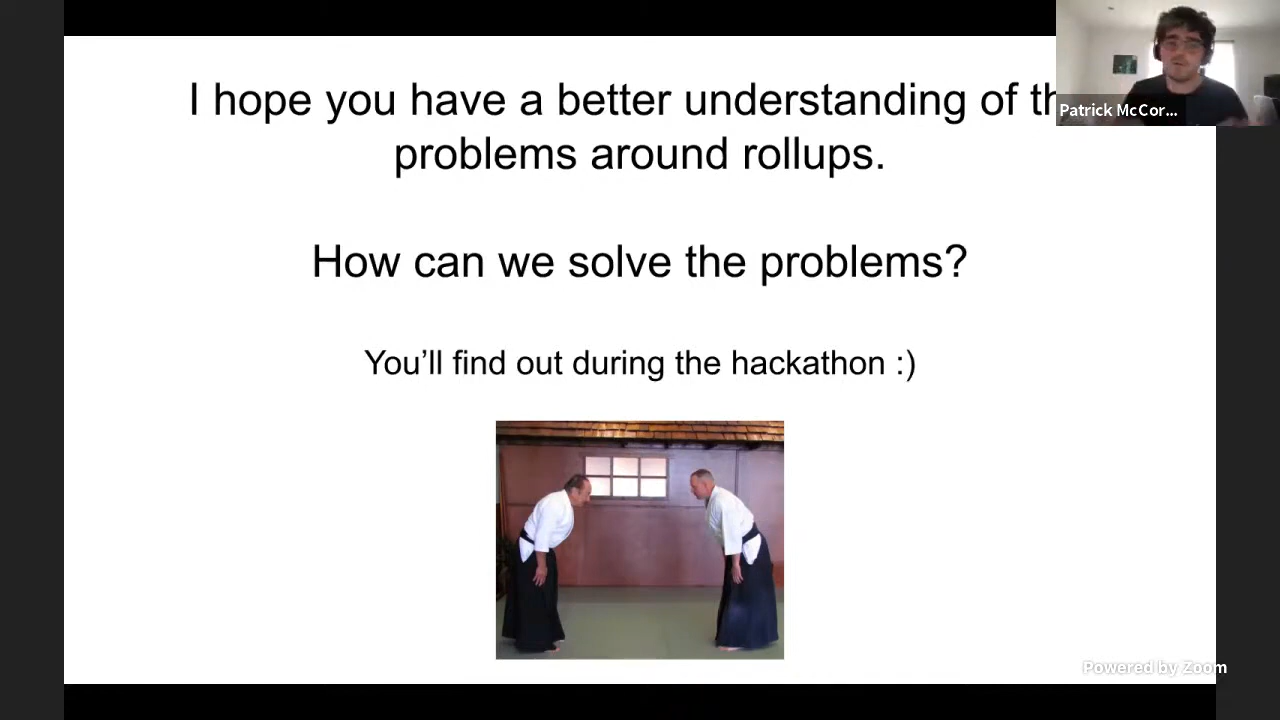 I hope you have a better understanding of
problems around rollups.
How can we solve the problems?
You'll find out during the hackathon :)
Patrick McCor...
Powered by Zoom